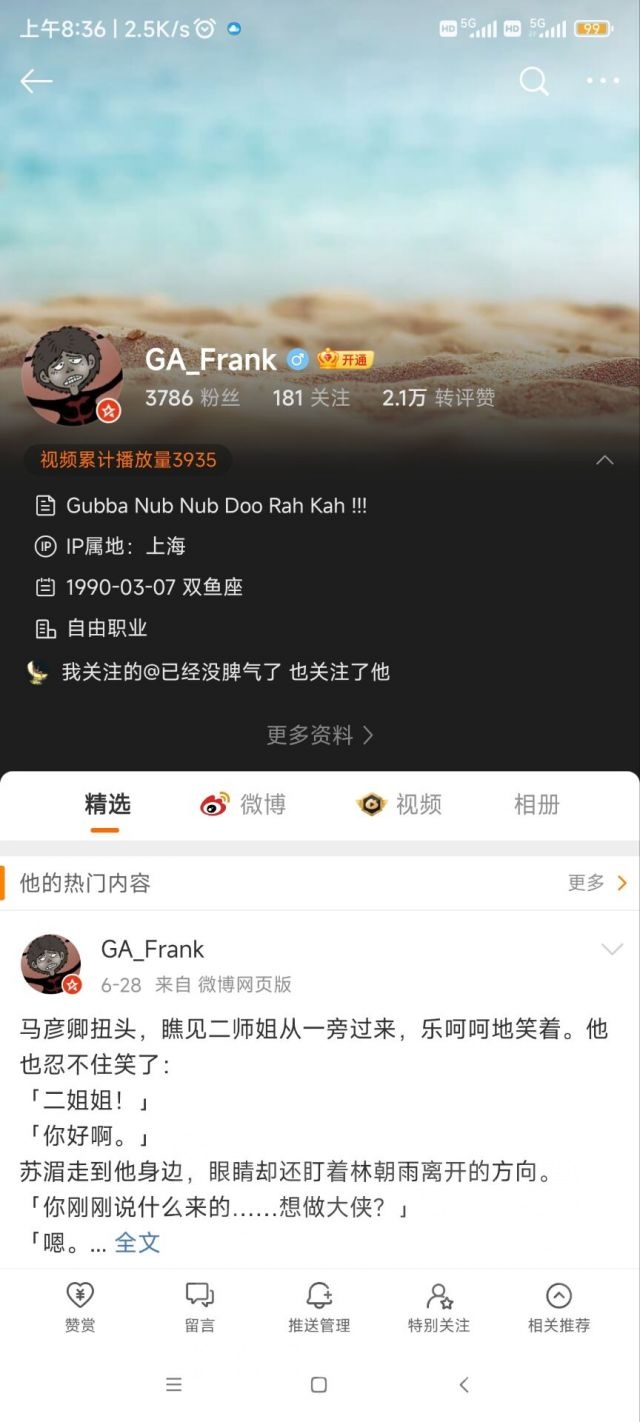 上午8:36 | 2.5K/s HD 5G HD 5G 99
GA_Frank 开通
3786 粉丝 181 关注 2.1万 转评赞
视频累计播放量3935
Gubba Nub Nub Doo Rah Kah !!!
IP IP属地：上海
1990-03-07 双鱼座
自由职业
我关注的@已经没脾气了 也关注了他
更多资料
精选 微博 视频 相册
他的热门内容 更多
GA_Frank
6-28 来自 微博网页版
马彦卿扭头，瞧见二师姐从一旁过来，乐呵呵地笑着。他
也忍不住笑了：
「二姐姐！」
「你好啊。」
苏湄走到他身边，眼睛却还盯着林朝雨离开的方向。
「你刚刚说什么来的……想做大侠？」
「嗯。... 全文
赞赏 留言 推送管理 特别关注 相关推荐